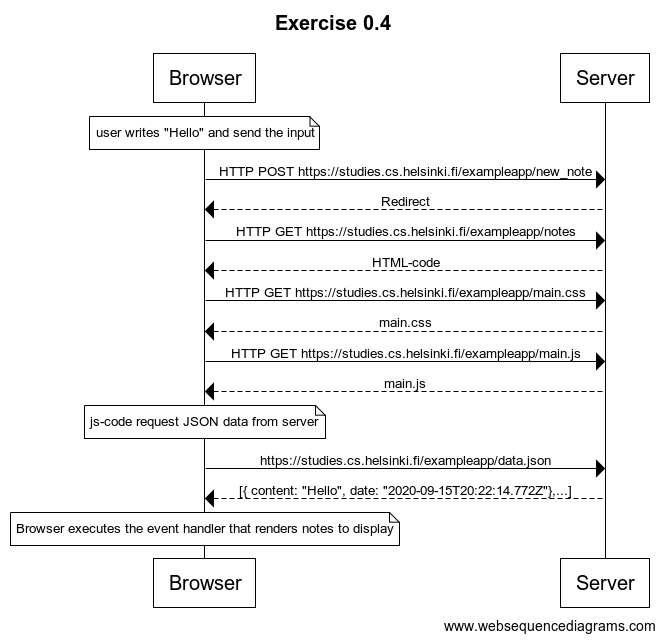 Exercise 0.4
Browser Server
user writes "Hello" and send the input
HTTP POST https://studies.cs.helsinki.fi/exampleapp/new_note
Redirect
HTTP GET https://studies.cs.helsinki.fi/exampleapp/notes
HTML-code
HTTP GET https://studies.cs.helsinki.fi/exampleapp/main.css
main.css
HTTP GET https://studies.cs.helsinki.fi/exampleapp/main.js
main.js
js-code request JSON data from server
https://studies.cs.helsinki.fi/exampleapp/data.json
[{ content: "Hello", date: "2020-09-15T20:22:14.772Z"},...]
Browser executes the event handler that renders notes to display
Browser Server
www.websequencediagrams.com